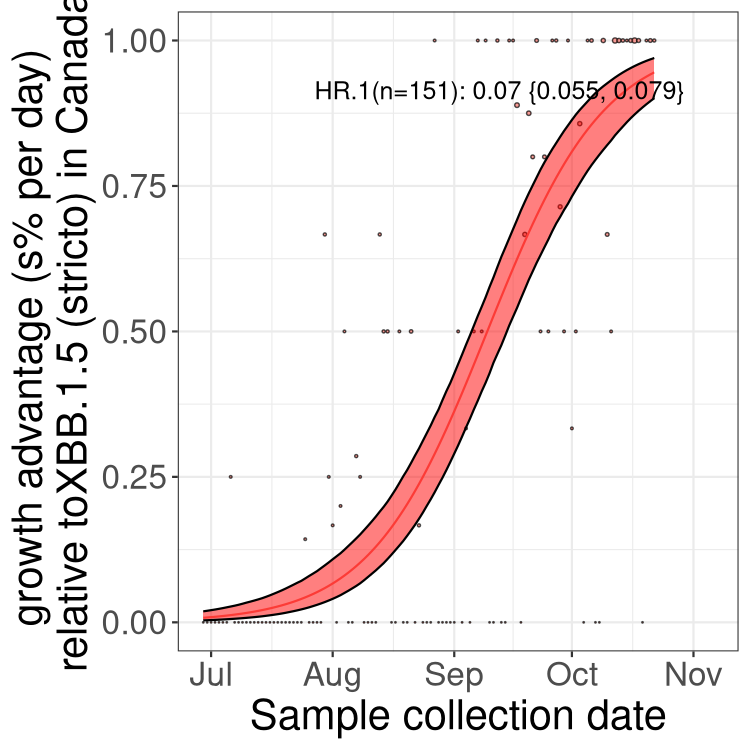 growth advantage (s% per day)
relative toXBB.1.5 (stricto) in Canada
1.00
0.75
0.50
0.25
0.00
HR.1(n=151): 0.07 {0.055, 0.079}
Jul Aug Sep Oct Nov
Sample collection date